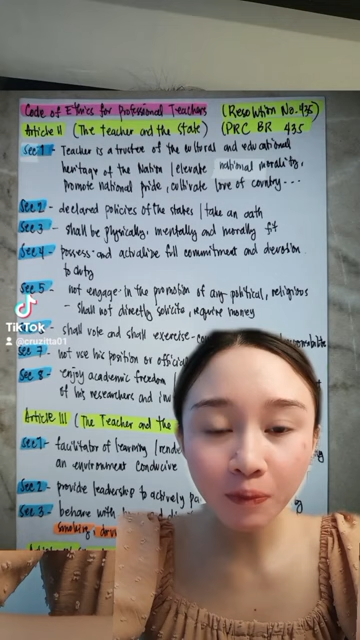 Code of Ethics for Professional Teachers (Resolution No. 435)
Article II (The Teacher and the State) (PRC BR 435
Sec 1 - Teacher is a trustee of the cultural and educational
heritage of the Nation / elevate national morality,
promote national pride, cultivate love of country ---
Sec 2 - declared policies of the states / take an oath
Sec 3 - shall be physically, mentally and morally fit
Sec 4 - possess and actualize full commitment and devotion
to duty
Sec 5 - not engage in the promotion of any political, religious
- shall not directly solicit, require money
shall vote and shall exercise
Sec 7 - not use his position or official
Sec 8 - enjoy academic freedom
of his researches and
Article III (The Teacher and the
Sec 1 - facilitator of learning /
an environment conducive
Sec 2 - provide leadership to actively
Sec 3 - behave with
smoking,
TikTok
@cruzitta01